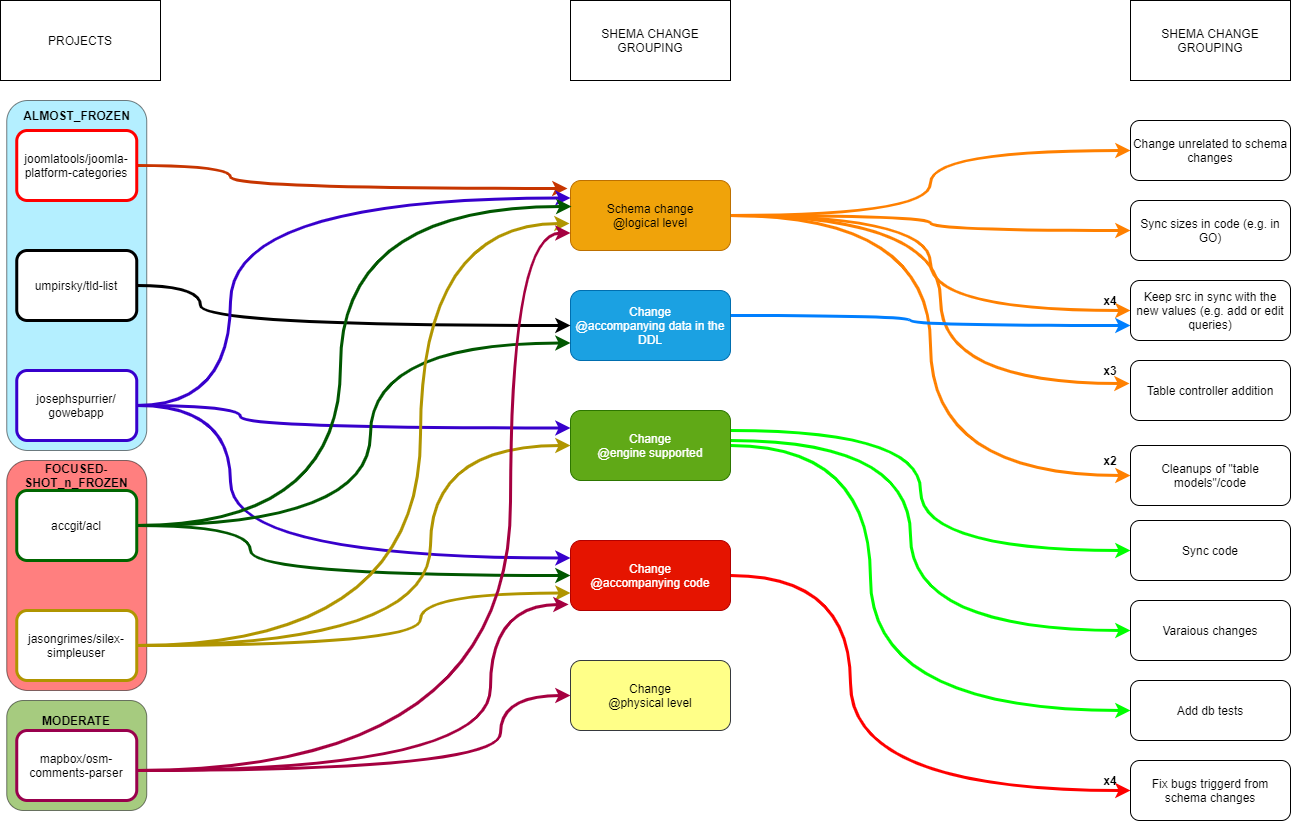 PROJECTS
SHEMA CHANGE
GROUPING
SHEMA CHANGE
GROUPING
ALMOST_FROZEN
joomlatools/joomla-
platform-categories
umpirsky/tld-list
josephspurrier/
gowebapp
FOCUSED-
SHOT_n_FROZEN
accgit/acl
jasongrimes/silex-
simpleuser
MODERATE
mapbox/osm-
comments-parser
Schema change
@logical level
Change
@accompanying data in the
DDL
Change
@engine supported
Change
@accompanying code
Change
@physical level
Change unrelated to schema
changes
Sync sizes in code (e.g. in
GO)
x4
Keep src in sync with the
new values (e.g. add or edit
queries)
x3
Table controller addition
x2
Cleanups of "table
models"/code
Sync code
Varaious changes
Add db tests
x4
Fix bugs triggerd from
schema changes